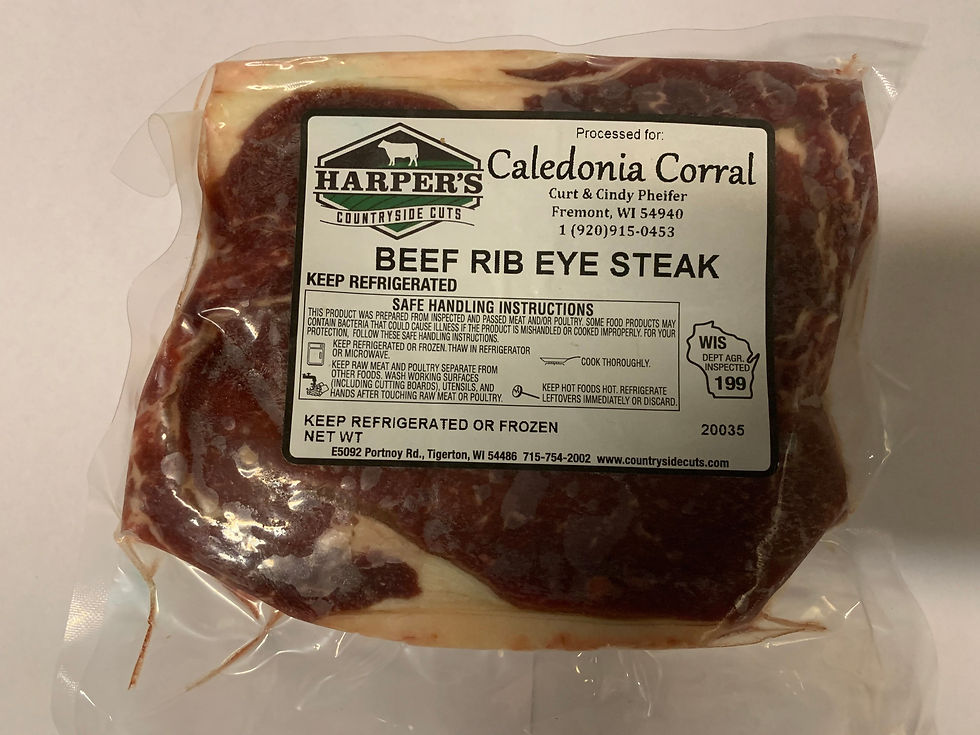 HARPER'S
COUNTRYSIDE CUTS
Processed for:
Caledonia Corral
Curt & Cindy Pheifer
Fremont, WI 54940
1 (920)915-0453
BEEF RIB EYE STEAK
KEEP REFRIGERATED
SAFE HANDLING INSTRUCTIONS
THIS PRODUCT WAS PREPARED FROM INSPECTED AND PASSED MEAT AND/OR POULTRY. SOME FOOD PRODUCTS MAY
CONTAIN BACTERIA THAT COULD CAUSE ILLNESS IF THE PRODUCT IS MISHANDLED OR COOKED IMPROPERLY. FOR YOUR
PROTECTION, FOLLOW THESE SAFE HANDLING INSTRUCTIONS.
KEEP REFRIGERATED OR FROZEN. THAW IN REFRIGERATOR
OR MICROWAVE.
KEEP RAW MEAT AND POULTRY SEPARATE FROM
OTHER FOODS. WASH WORKING SURFACES
(INCLUDING CUTTING BOARDS), UTENSILS, AND
HANDS AFTER TOUCHING RAW MEAT OR POULTRY.
COOK THOROUGHLY.
KEEP HOT FOODS HOT. REFRIGERATE
LEFTOVERS IMMEDIATELY OR DISCARD.
WIS
DEPT AGR.
INSPECTED
199
KEEP REFRIGERATED OR FROZEN
NET WT
20035
E5092 Portnoy Rd., Tigerton, WI 54486 715-754-2002 www.countrysidecuts.com